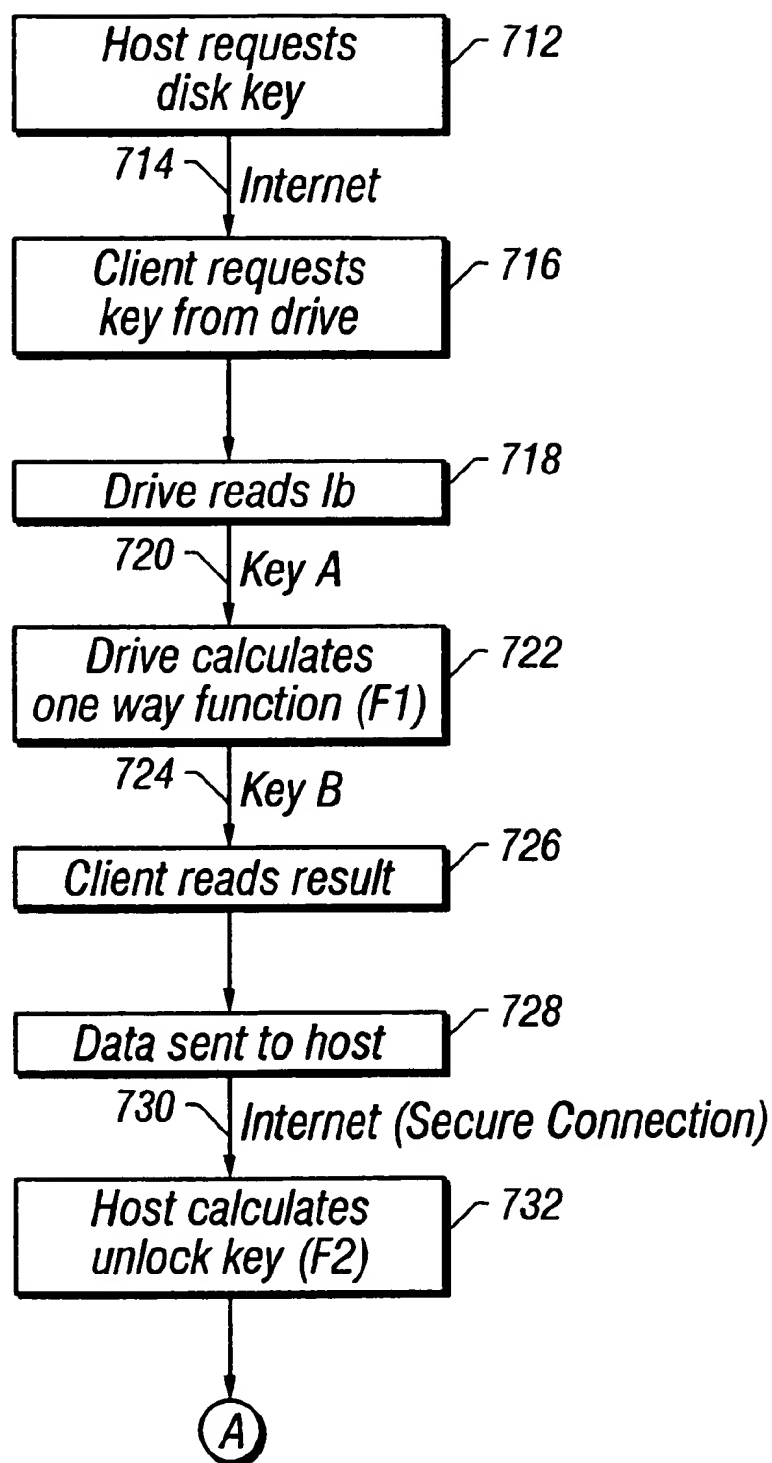 Host requests
disk key
712
714
Internet
Client requests
key from drive
716
Drive reads Ib
718
720
Key A
Drive calculates
one way function (F1)
722
724
Key B
Client reads result
726
Data sent to host
728
730
Internet (Secure Connection)
Host calculates
unlock key (F2)
732
A